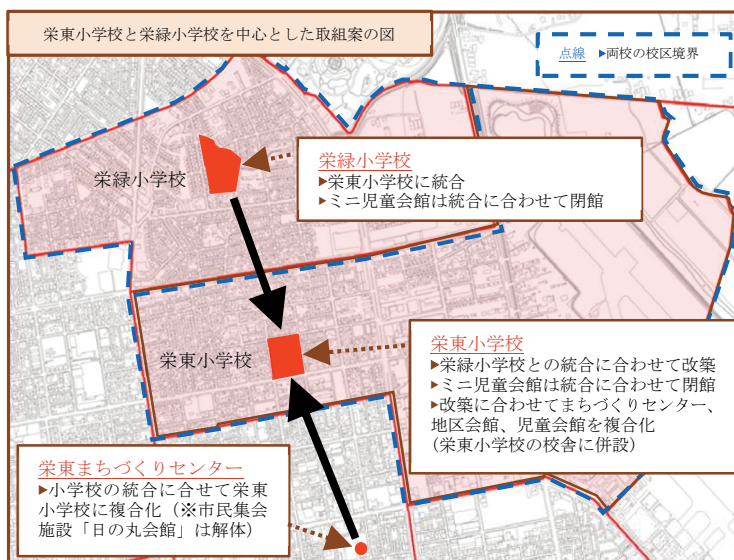 栄東小学校と栄緑小学校を中心とした取組案の図
点線 ▶両校の校区境界
栄緑小学校
栄緑小学校
▶栄東小学校に統合
▶ミニ児童会館は統合に合わせて閉館
栄東小学校
栄東小学校
▶栄緑小学校との統合に合わせて改築
▶ミニ児童会館は統合に合わせて閉館
▶改築に合わせてまちづくりセンター、
地区会館、児童会館を複合化
(栄東小学校の校舎に併設)
栄東まちづくりセンター
▶小学校の統合に合せて栄東
小学校に複合化（※市民集会
施設「日の丸会館」は解体）